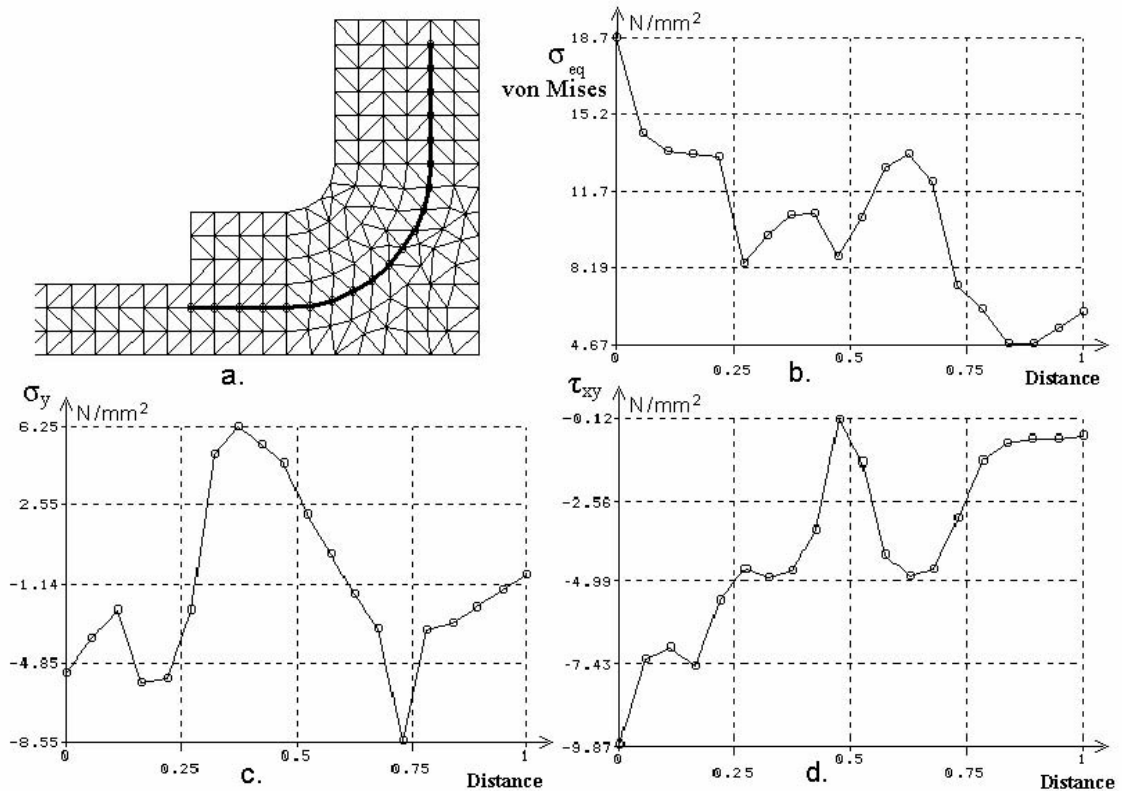 a.
N/mm²
σeq
von Mises
18.7
15.2
11.7
8.19
4.67
0
0.25
0.5
0.75
1
Distance
b.
σy
N/mm²
6.25
2.55
-1.14
-4.85
-8.55
0
0.25
0.5
0.75
1
Distance
c.
τxy
N/mm²
-0.12
-2.56
-4.99
-7.43
-9.87
0
0.25
0.5
0.75
1
Distance
d.